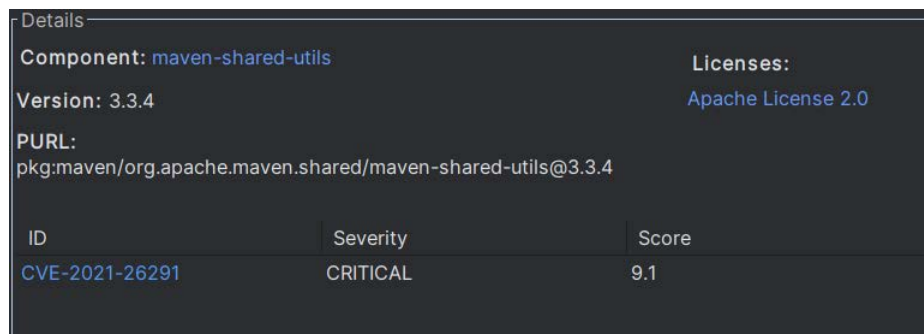 Details
Component: maven-shared-utils
Licenses:
Version: 3.3.4
Apache License 2.0
PURL:
pkg:maven/org.apache.maven.shared/maven-shared-utils@3.3.4
ID Severity Score
CVE-2021-26291 CRITICAL 9.1